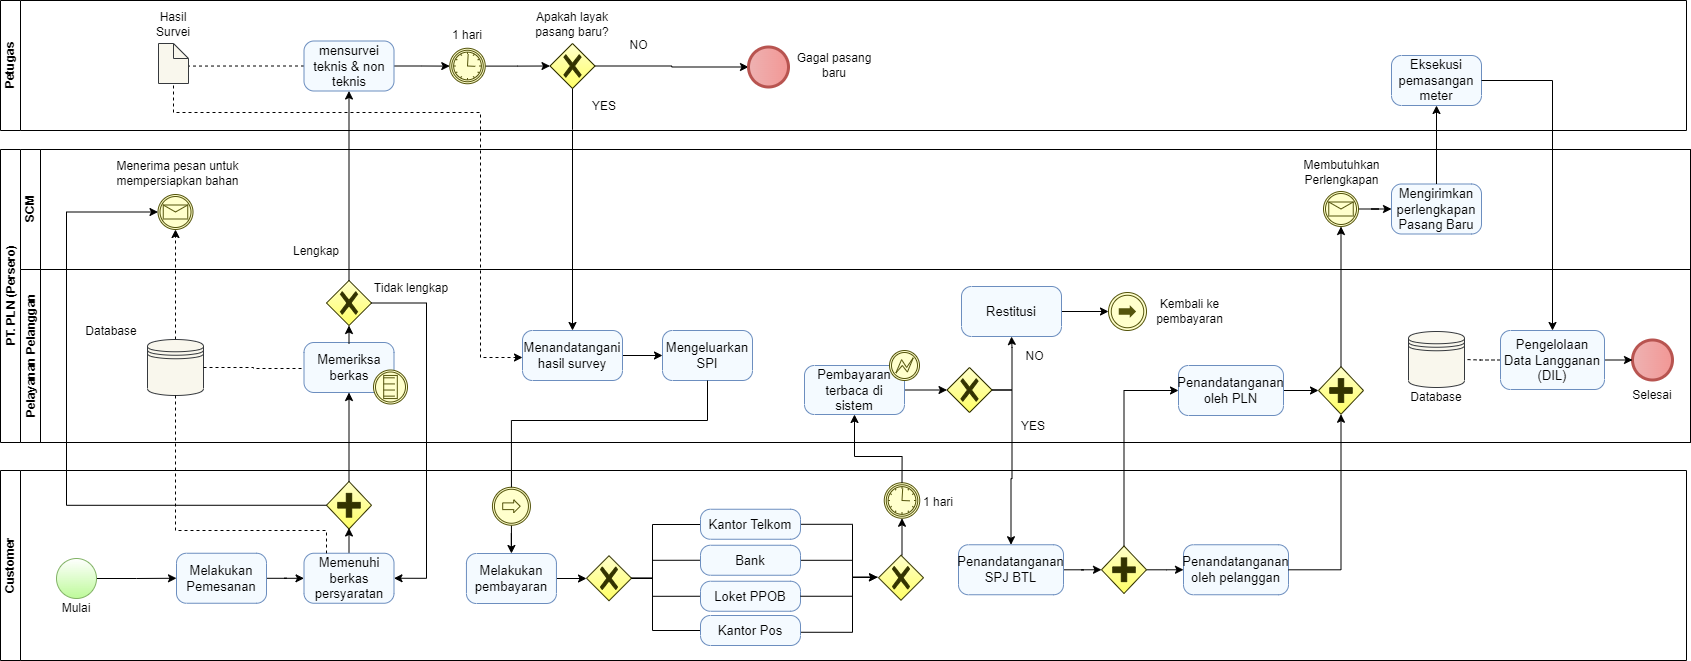 Petugas
Hasil
Survei
mensurvei
teknis & non
teknis
1 hari
Apakah layak
pasang baru?
NO
YES
Gagal pasang
baru
Eksekusi
pemasangan
meter
PT. PLN (Persero)
SCM
Menerima pesan untuk
mempersiapkan bahan
Lengkap
Membutuhkan
Perlengkapan
Mengirimkan
perlengkapan
Pasang Baru
Pelayanan Pelanggan
Database
Tidak lengkap
Memeriksa
berkas
Menandatangani
hasil survey
Mengeluarkan
SPI
Pembayaran
terbaca di
sistem
Restitusi
Kembali ke
pembayaran
NO
YES
Penandatanganan
oleh PLN
Database
Pengelolaan
Data Langganan
(DIL)
Selesai
Customer
Mulai
Melakukan
Pemesanan
Memenuhi
berkas
persyaratan
Melakukan
pembayaran
Kantor Telkom
Bank
Loket PPOB
Kantor Pos
1 hari
Penandatanganan
SPJ BTL
Penandatanganan
oleh pelanggan